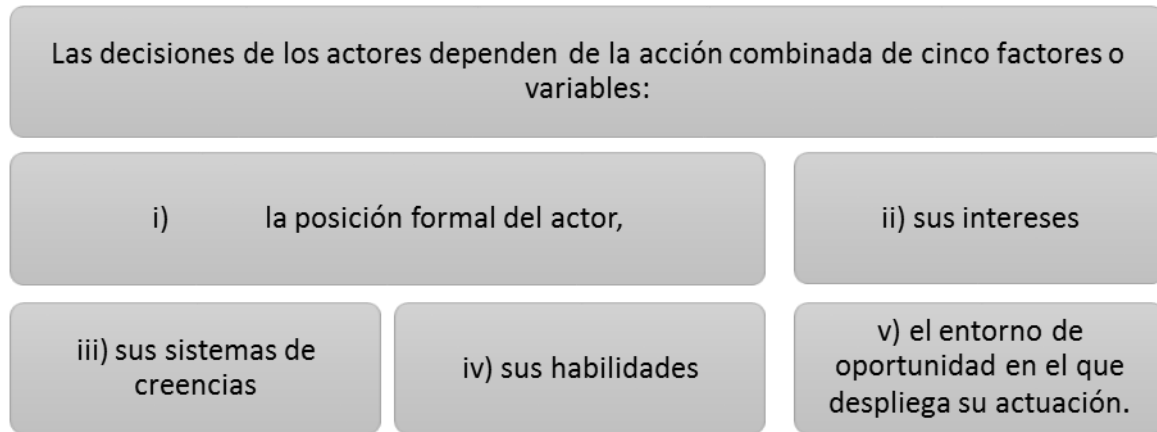 Las decisiones de los actores dependen de la acción combinada de cinco factores o
variables:
i) la posición formal del actor,
ii) sus intereses
iii) sus sistemas de
creencias
iv) sus habilidades
v) el entorno de
oportunidad en el que
despliega su actuación.